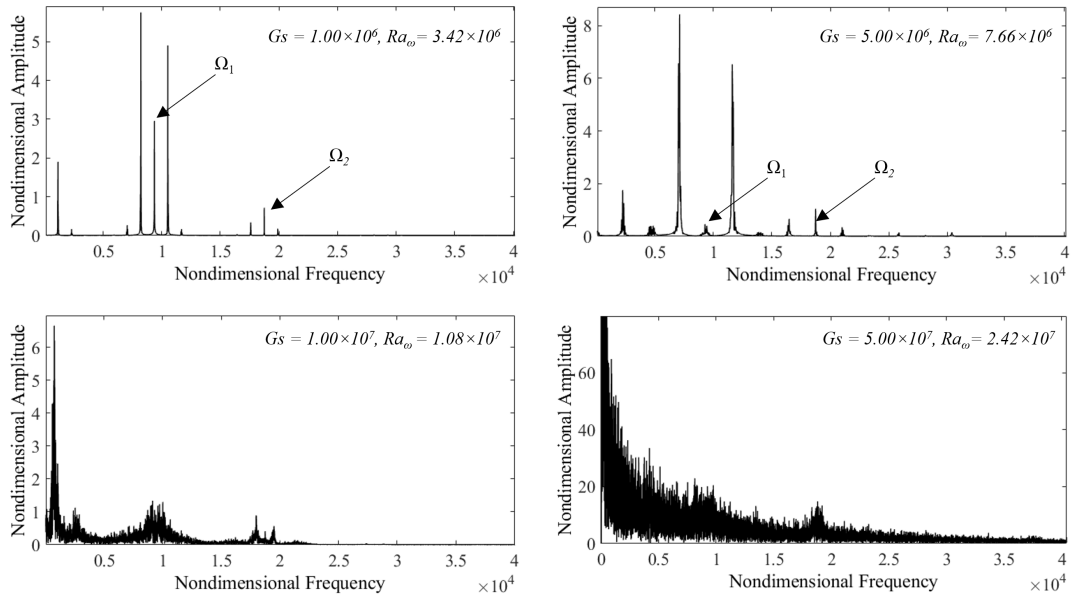 Gs = 1.00×10⁶, Raω = 3.42×10⁶
Ω₁
Ω₂
Nondimensional Amplitude
5
4
3
2
1
0
0.5 1 1.5 2 2.5 3 3.5 4
×10⁴
Nondimensional Frequency
Gs = 5.00×10⁶, Raω = 7.66×10⁶
Ω₁
Ω₂
Nondimensional Amplitude
8
6
4
2
0
0.5 1 1.5 2 2.5 3 3.5 4
×10⁴
Nondimensional Frequency
Gs = 1.00×10⁷, Raω = 1.08×10⁷
Nondimensional Amplitude
6
5
4
3
2
1
0
0.5 1 1.5 2 2.5 3 3.5 4
×10⁴
Nondimensional Frequency
Gs = 5.00×10⁷, Raω= 2.42×10⁷
Nondimensional Amplitude
60
40
20
0
0.5 1 1.5 2 2.5 3 3.5 4
×10⁴
Nondimensional Frequency